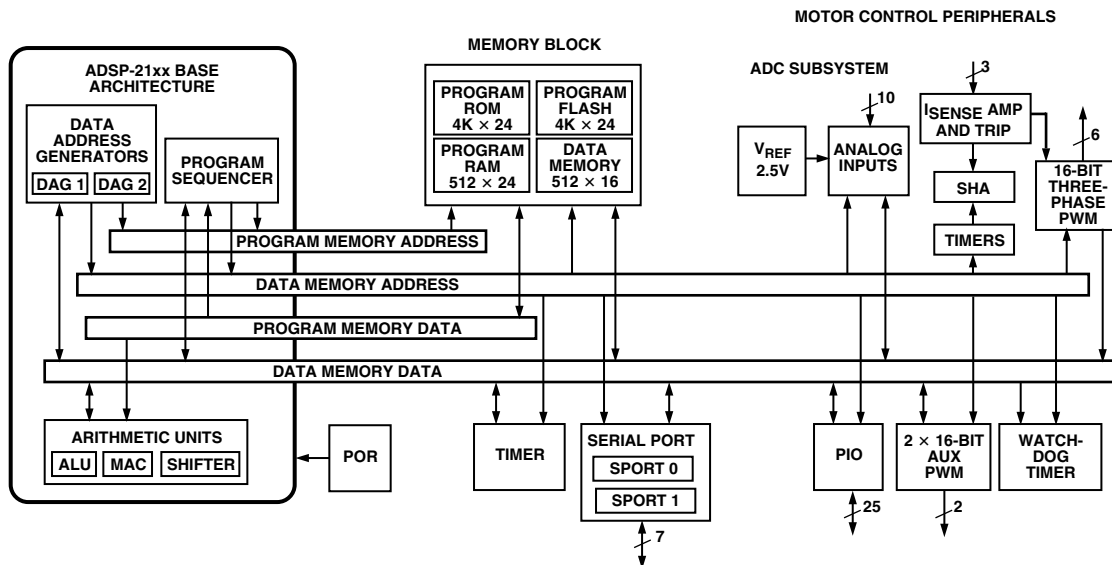 MOTOR CONTROL PERIPHERALS
ADSP-21xx BASE
ARCHITECTURE
DATA
ADDRESS
GENERATORS
DAG 1
DAG 2
PROGRAM
SEQUENCER
MEMORY BLOCK
PROGRAM
ROM
4K × 24
PROGRAM
FLASH
4K × 24
PROGRAM
RAM
512 × 24
DATA
MEMORY
512 × 16
ADC SUBSYSTEM
VREF
2.5V
10
ANALOG
INPUTS
3
ISENSE AMP
AND TRIP
SHA
TIMERS
6
16-BIT
THREE-
PHASE
PWM
PROGRAM MEMORY ADDRESS
DATA MEMORY ADDRESS
PROGRAM MEMORY DATA
DATA MEMORY DATA
ARITHMETIC UNITS
ALU
MAC
SHIFTER
POR
TIMER
SERIAL PORT
SPORT 0
SPORT 1
7
PIO
25
2 × 16-BIT
AUX
PWM
2
WATCH-
DOG
TIMER